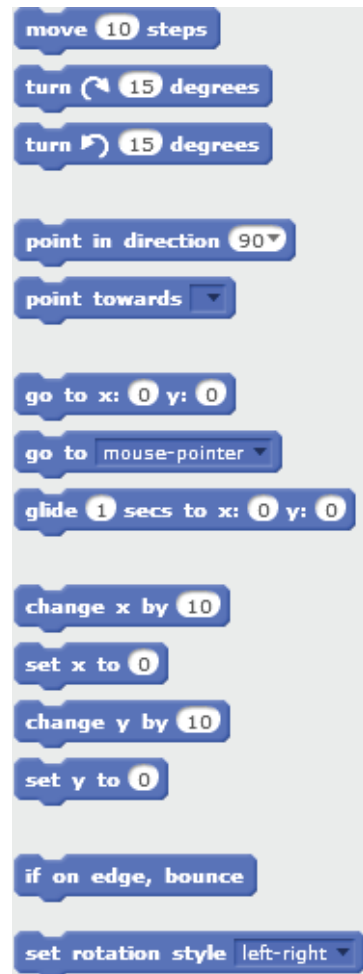 move 10 steps
turn 15 degrees
turn 15 degrees
point in direction 90
point towards
go to x: 0 y: 0
go to mouse-pointer
glide 1 secs to x: 0 y: 0
change x by 10
set x to 0
change y by 10
set y to 0
if on edge, bounce
set rotation style left-right